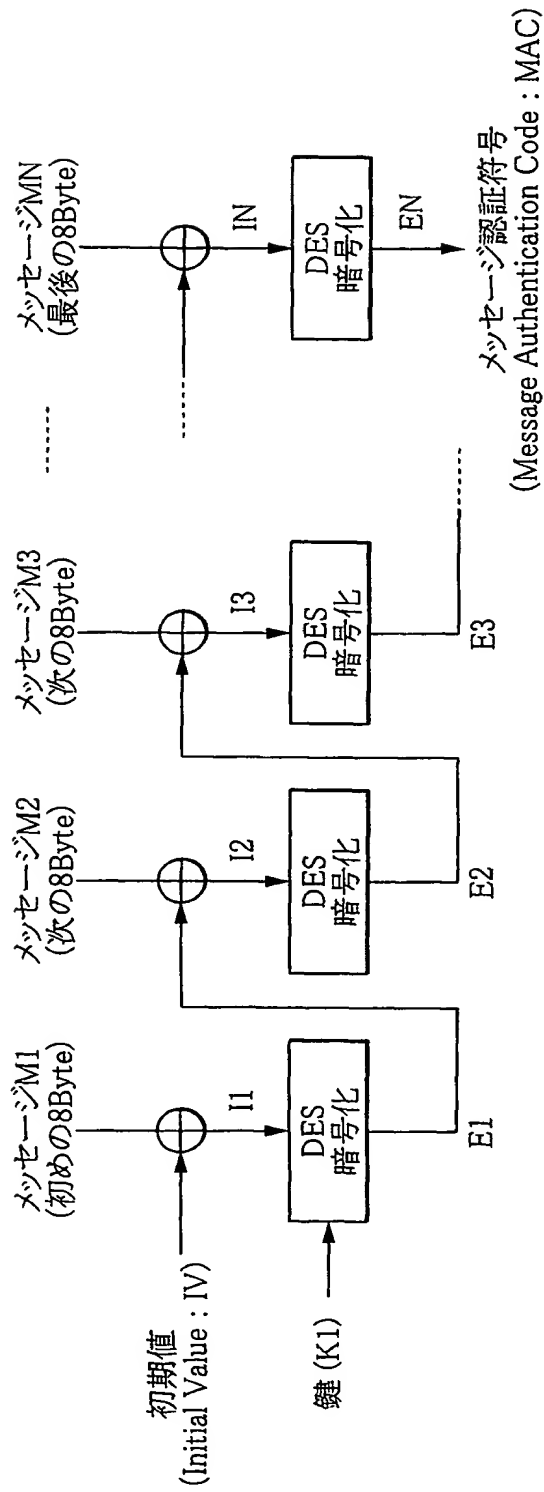 メッセージM1
(初めの8Byte)
メッセージM2
(次の8Byte)
メッセージM3
(次の8Byte)
.......
メッセージMN
(最後の8Byte)
初期値
(Initial Value : IV)
I1
I2
I3
IN
鍵 (K1)
DES
暗号化
DES
暗号化
DES
暗号化
DES
暗号化
E1
E2
E3
EN
メッセージ認証符号
(Message Authentication Code : MAC)